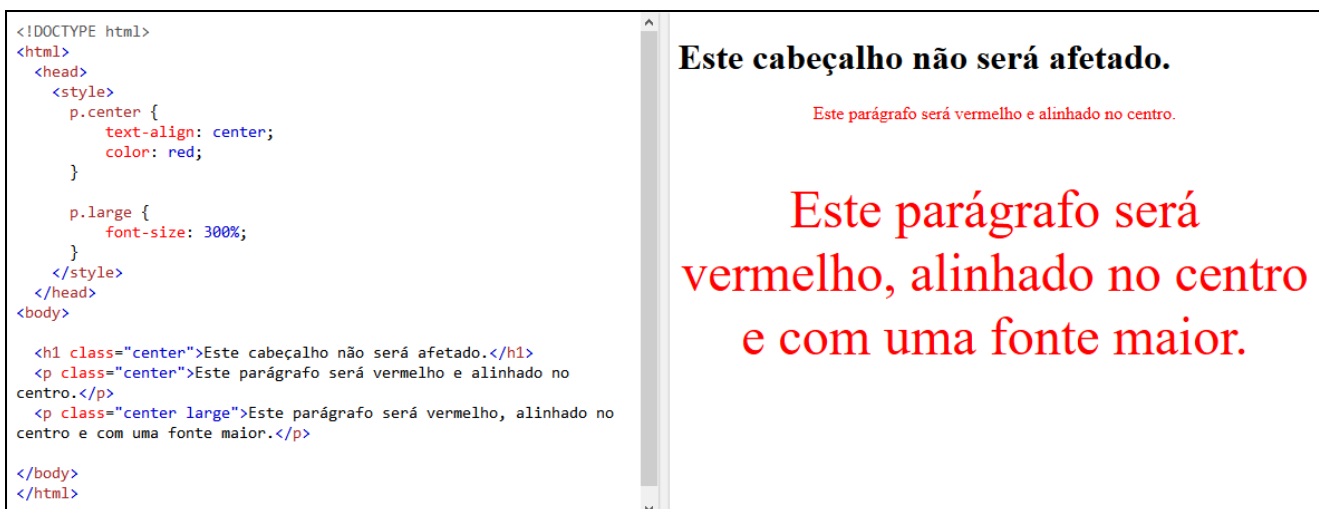 <!DOCTYPE html>
<html>
<head>
<style>
p.center {
text-align: center;
color: red;
}
p.large {
font-size: 300%;
}
</style>
</head>
<body>
<h1 class="center">Este cabeçalho não será afetado.</h1>
<p class="center">Este parágrafo será vermelho e alinhado no
centro.</p>
<p class="center large">Este parágrafo será vermelho, alinhado no
centro e com uma fonte maior.</p>
</body>
</html>
Este cabeçalho não será afetado.
Este parágrafo será vermelho e alinhado no centro.
Este parágrafo será
vermelho, alinhado no centro
e com uma fonte maior.